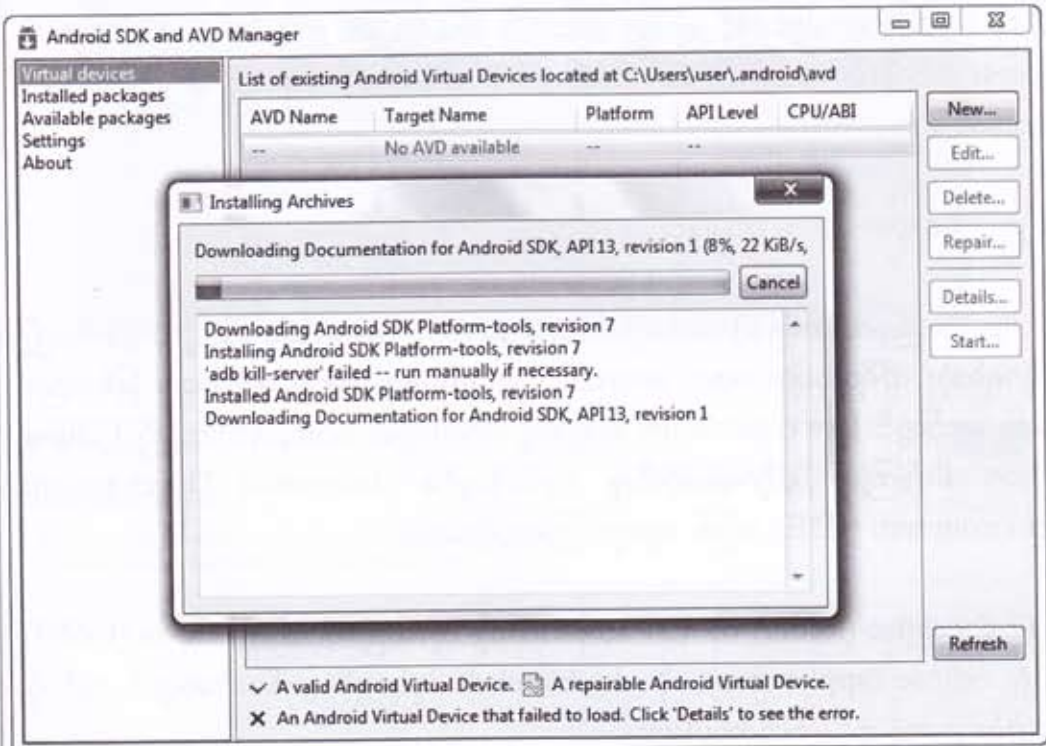 Android SDK and AVD Manager
Virtual devices
Installed packages
Available packages
Settings
About
List of existing Android Virtual Devices located at C:\Users\user\.android\avd
AVD Name Target Name Platform API Level CPU/ABI
-- No AVD available -- --
New...
Edit...
Delete...
Repair...
Details...
Start...
Refresh
Installing Archives
Downloading Documentation for Android SDK, API 13, revision 1 (8%, 22 KiB/s,
Cancel
Downloading Android SDK Platform-tools, revision 7
Installing Android SDK Platform-tools, revision 7
'adb kill-server' failed -- run manually if necessary.
Installed Android SDK Platform-tools, revision 7
Downloading Documentation for Android SDK, API 13, revision 1
A valid Android Virtual Device. A repairable Android Virtual Device.
An Android Virtual Device that failed to load. Click 'Details' to see the error.